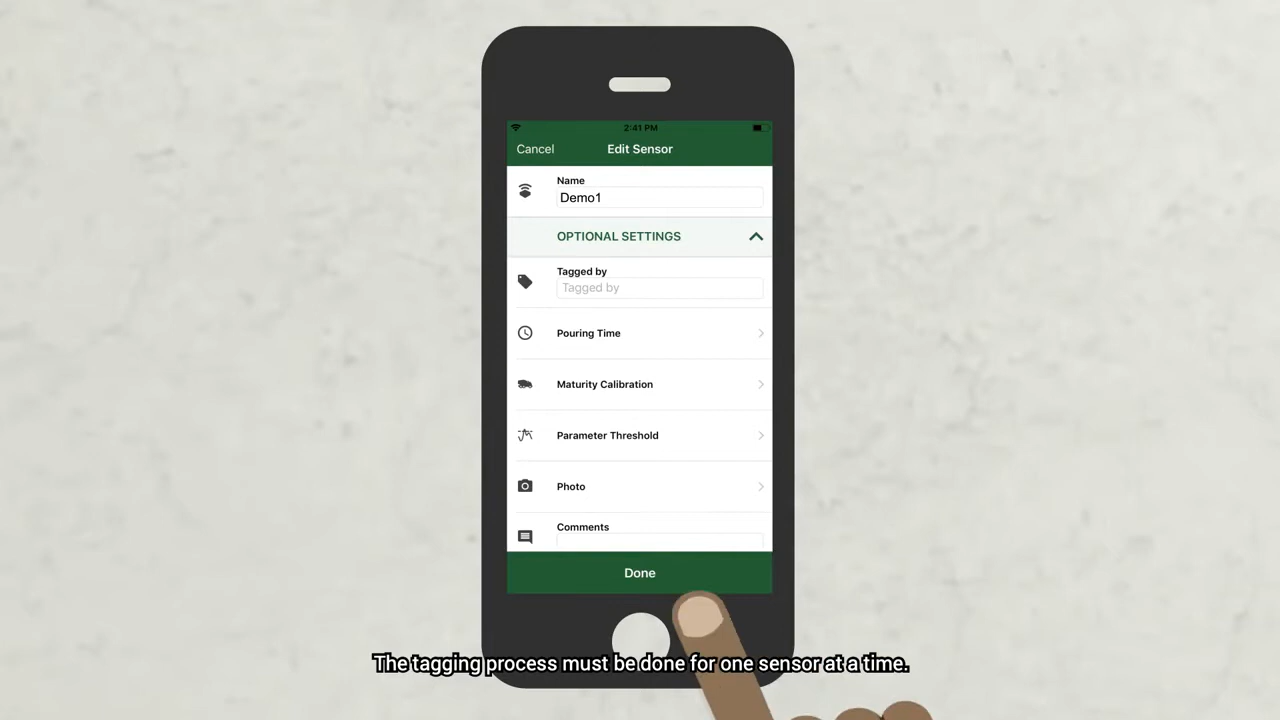 2:41 PM
Cancel
Edit Sensor
Name
Demo1
OPTIONAL SETTINGS
Tagged by
Tagged by
Pouring Time
Maturity Calibration
Parameter Threshold
Photo
Comments
Done
The tagging process must be done for one sensor at a time.